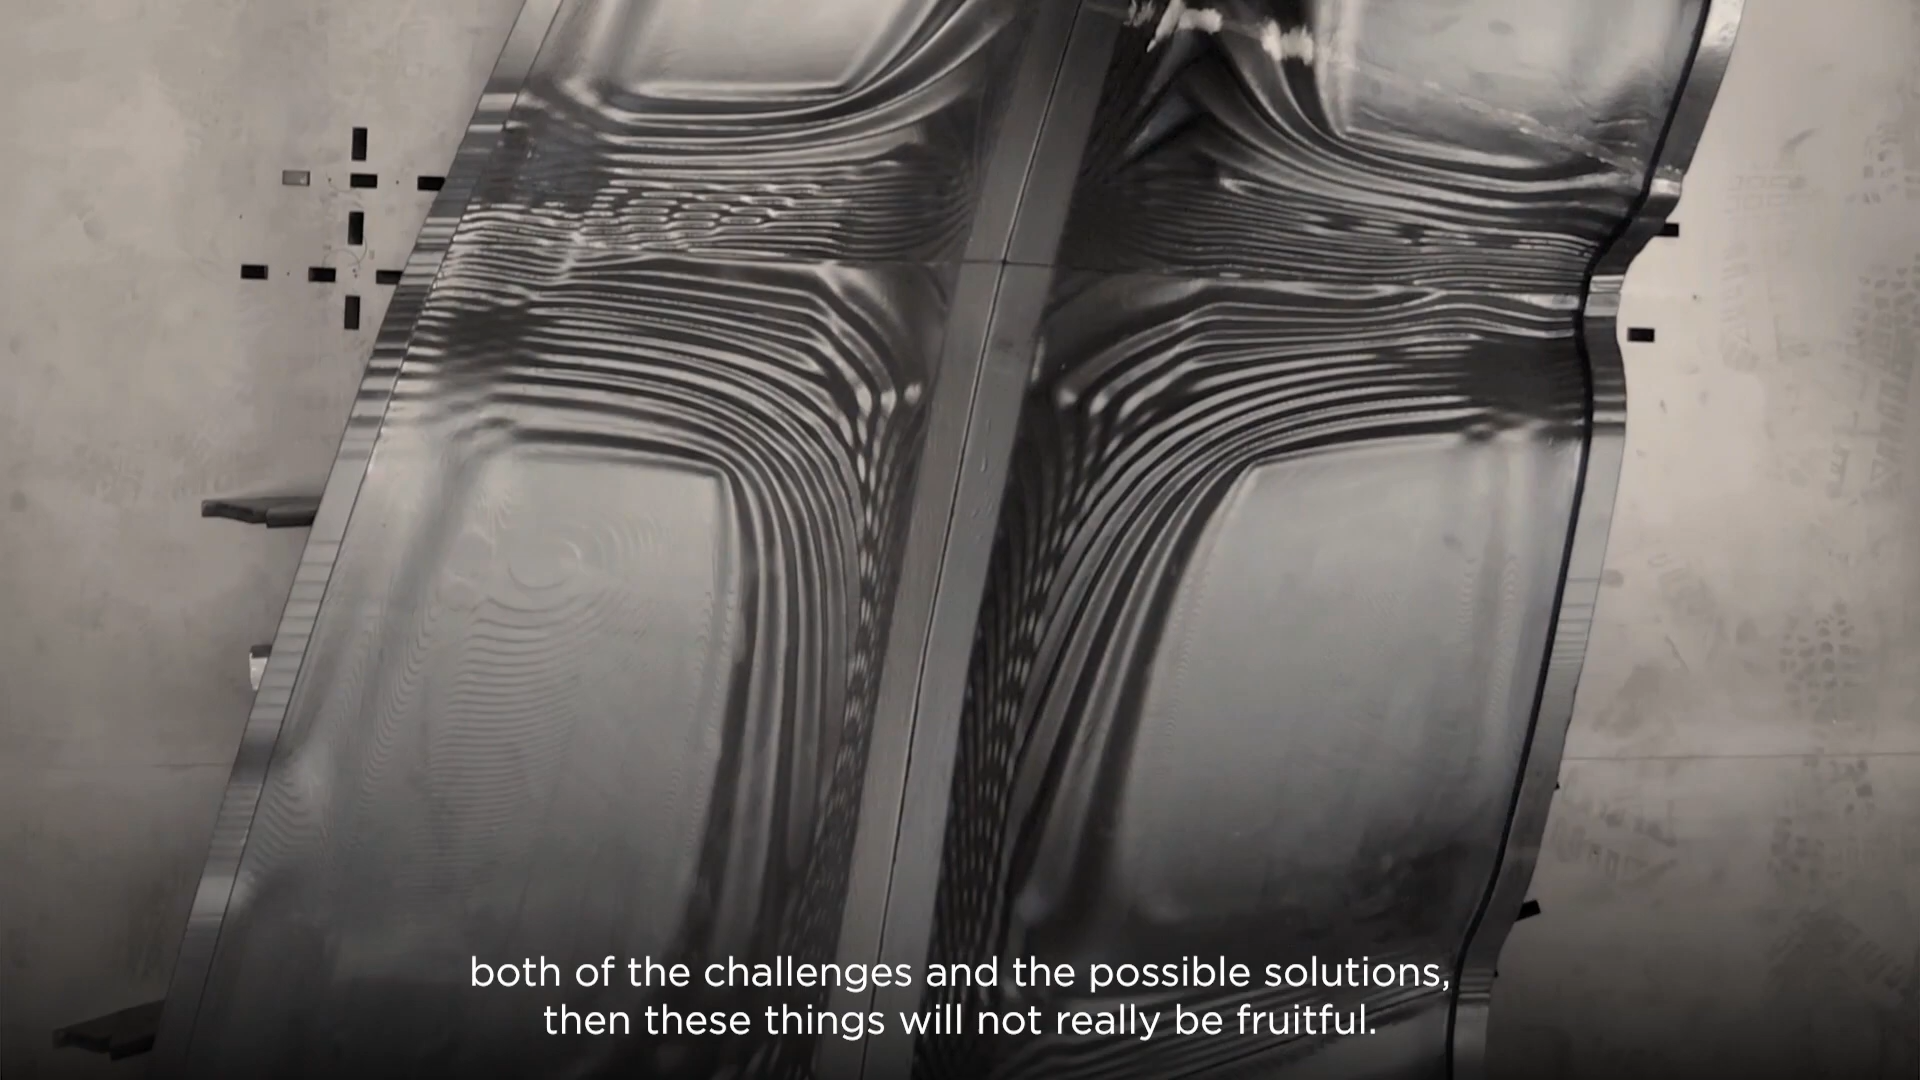 both of the challenges and the possible solutions,
then these things will not really be fruitful.